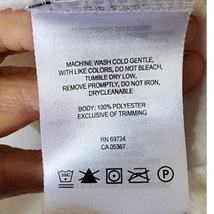 MACHINE WASH COLD GENTLE,
WITH LIKE COLORS, DO NOT BLEACH,
TUMBLE DRY LOW,
REMOVE PROMPTLY, DO NOT IRON,
DRYCLEANABLE
BODY: 100% POLYESTER
EXCLUSIVE OF TRIMMING
RN 69724
CA 05367
P